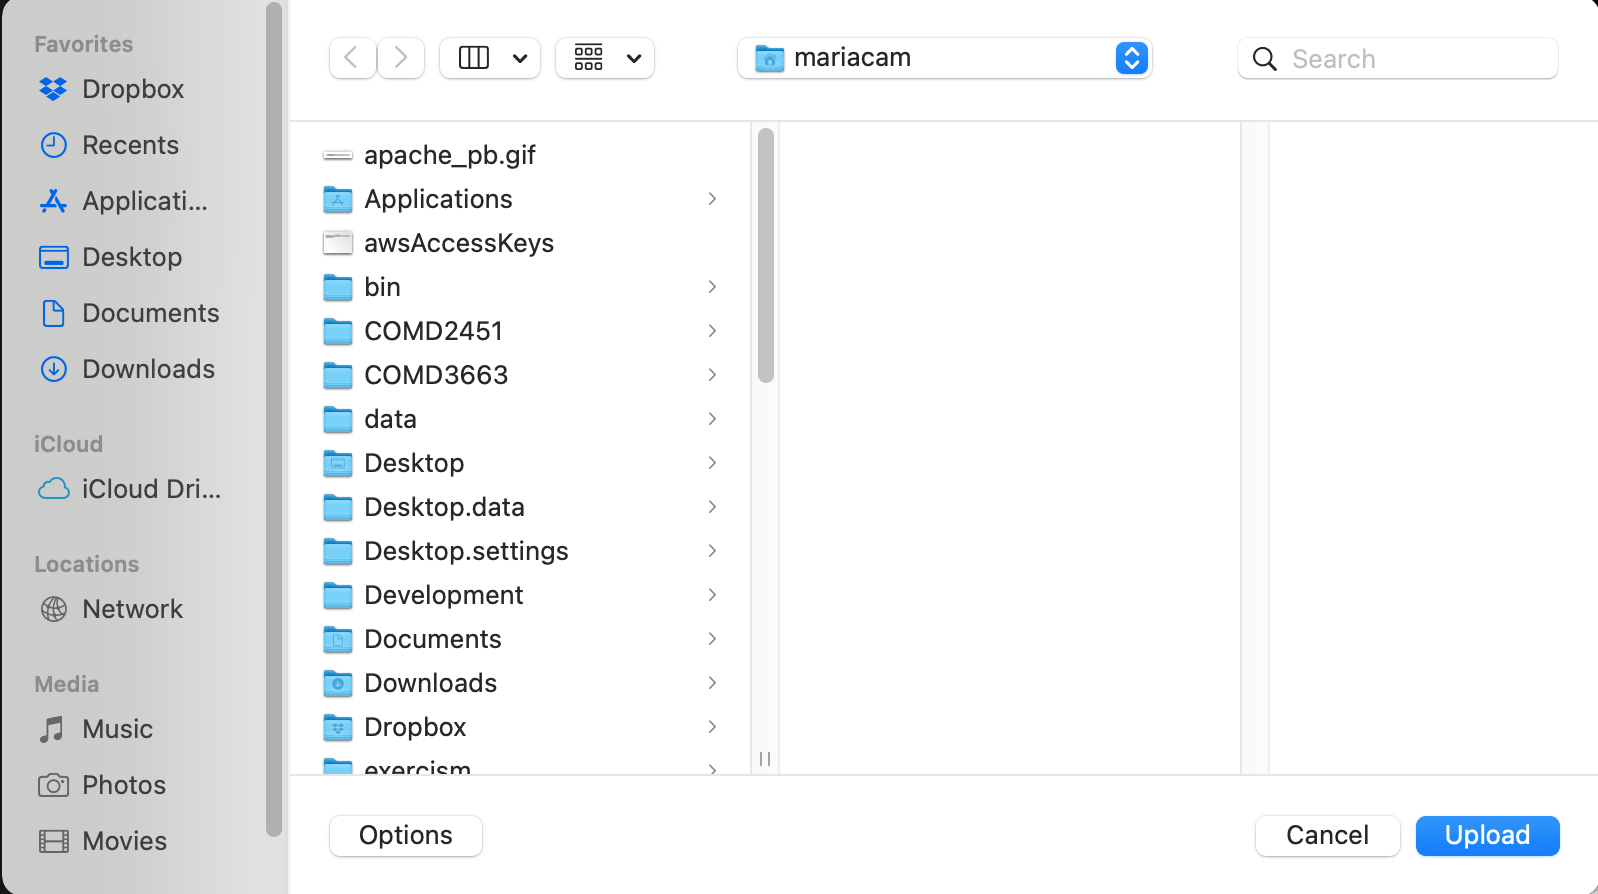 Favorites
Dropbox
Recents
Applicati...
Desktop
Documents
Downloads
iCloud
iCloud Dri...
Locations
Network
Media
Music
Photos
Movies
mariacam
Search
apache_pb.gif
Applications
awsAccessKeys
bin
COMD2451
COMD3663
data
Desktop
Desktop.data
Desktop.settings
Development
Documents
Downloads
Dropbox
exercism
Options
Cancel
Upload